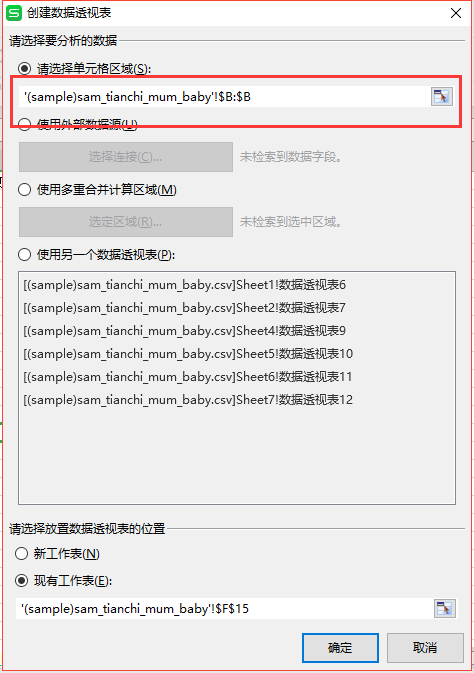 创建数据透视表
请选择要分析的数据
请选择单元格区域(S):
'(sample)sam_tianchi_mum_baby'!$B:$B
使用外部数据源(U)
选择连接(C)...
未检索到数据字段。
使用多重合并计算区域(M)
选定区域(R)...
未检索到选中区域。
使用另一个数据透视表(P):
[(sample)sam_tianchi_mum_baby.csv]Sheet1!数据透视表6
[(sample)sam_tianchi_mum_baby.csv]Sheet2!数据透视表7
[(sample)sam_tianchi_mum_baby.csv]Sheet4!数据透视表9
[(sample)sam_tianchi_mum_baby.csv]Sheet5!数据透视表10
[(sample)sam_tianchi_mum_baby.csv]Sheet6!数据透视表11
[(sample)sam_tianchi_mum_baby.csv]Sheet7!数据透视表12
请选择放置数据透视表的位置
新工作表(N)
现有工作表(E):
'(sample)sam_tianchi_mum_baby'!$F$15
确定
取消